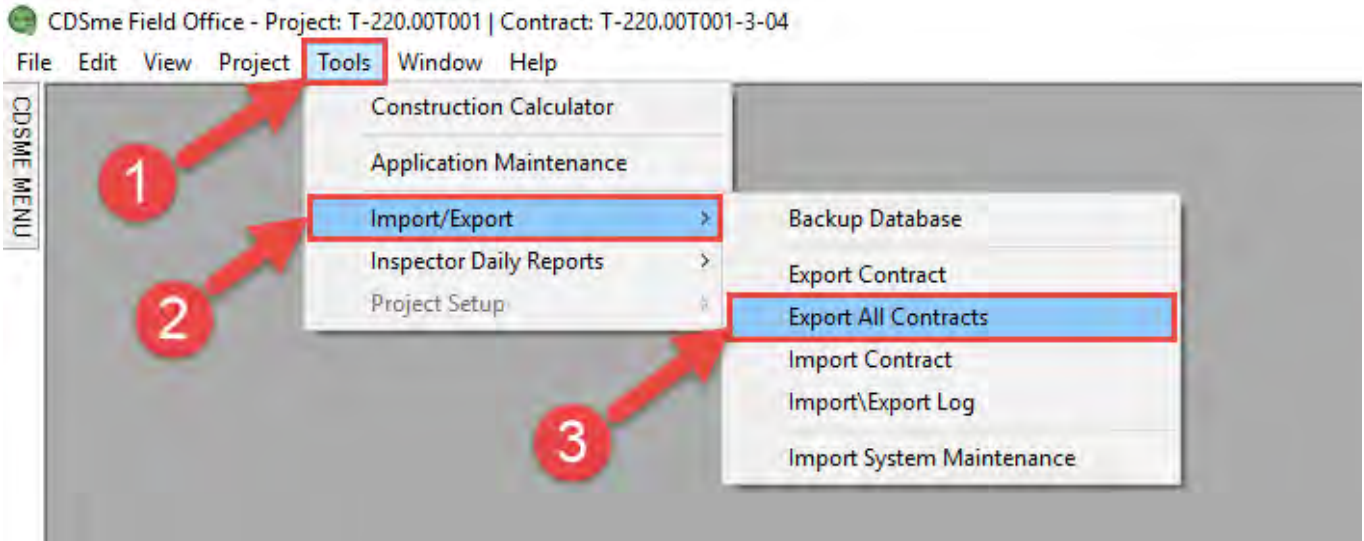 CDSme Field Office - Project: T-220.00T001 | Contract: T-220.00T001-3-04
File Edit View Project Tools Window Help
CDSME MENU
Construction Calculator
1
Application Maintenance
Import/Export >
Backup Database
2
Inspector Daily Reports >
Export Contract
Project Setup >
Export All Contracts
3
Import Contract
Import\Export Log
Import System Maintenance